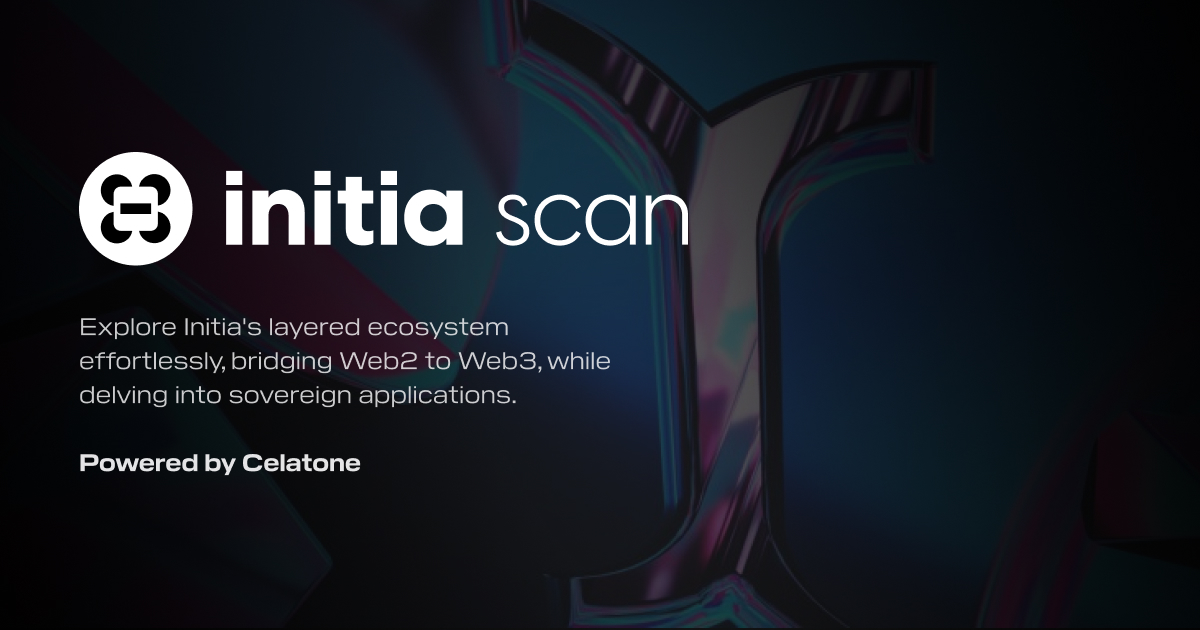 initia scan
Explore Initia's layered ecosystem
effortlessly, bridging Web2 to Web3, while
delving into sovereign applications.
Powered by Celatone